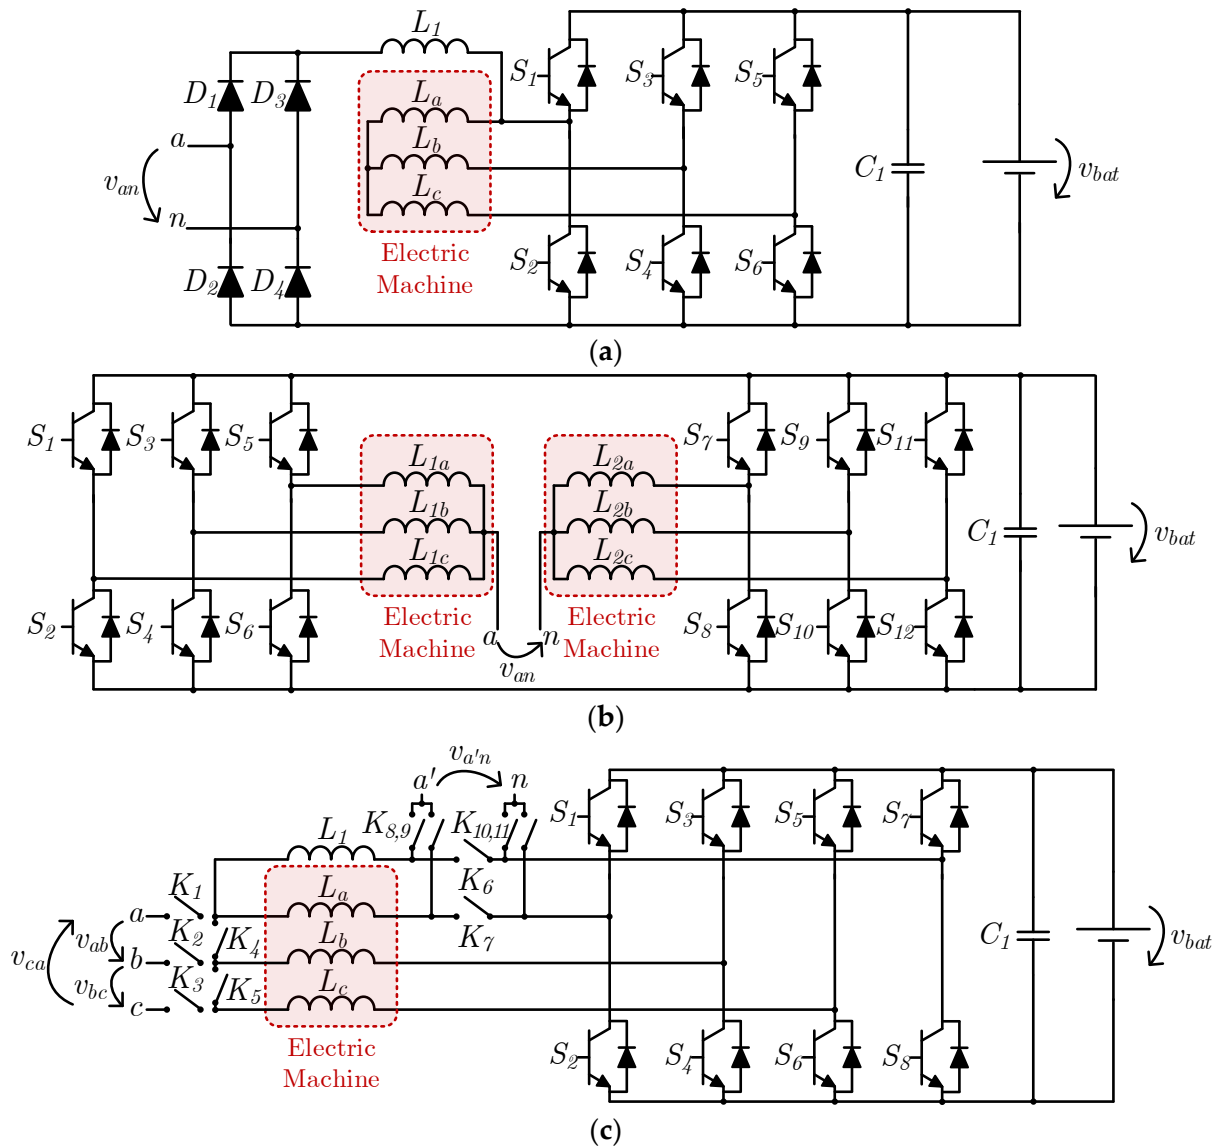 L1
S1
S3
S5
D1
D3
La
a
Lb
C1
vbat
van
Lc
n
Electric
Machine
S2
S4
S6
D2
D4
(a)
S1
S3
S5
S7
S9
S11
L1a
L2a
L1b
L2b
C1
vbat
L1c
L2c
Electric
Machine
Electric
Machine
S2
S4
S6
S8
S10
S12
a
n
van
(b)
va'n
a'
n
S1
S3
S5
S7
L1
K8,9
K10,11
K1
La
K6
a
K2
K4
K7
vab
Lb
C1
vbat
vca
b
K3
K5
vbc
Lc
c
Electric
Machine
S2
S4
S6
S8
(c)